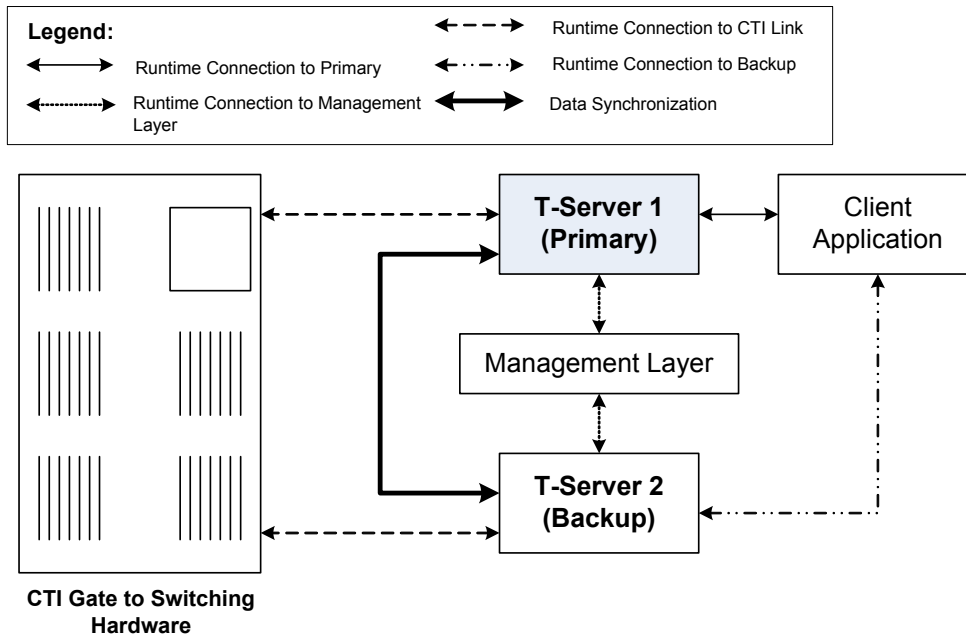 Legend:
Runtime Connection to Primary
Runtime Connection to Management
Layer
Runtime Connection to CTI Link
Runtime Connection to Backup
Data Synchronization
T-Server 1
(Primary)
Client
Application
Management Layer
T-Server 2
(Backup)
CTI Gate to Switching
Hardware